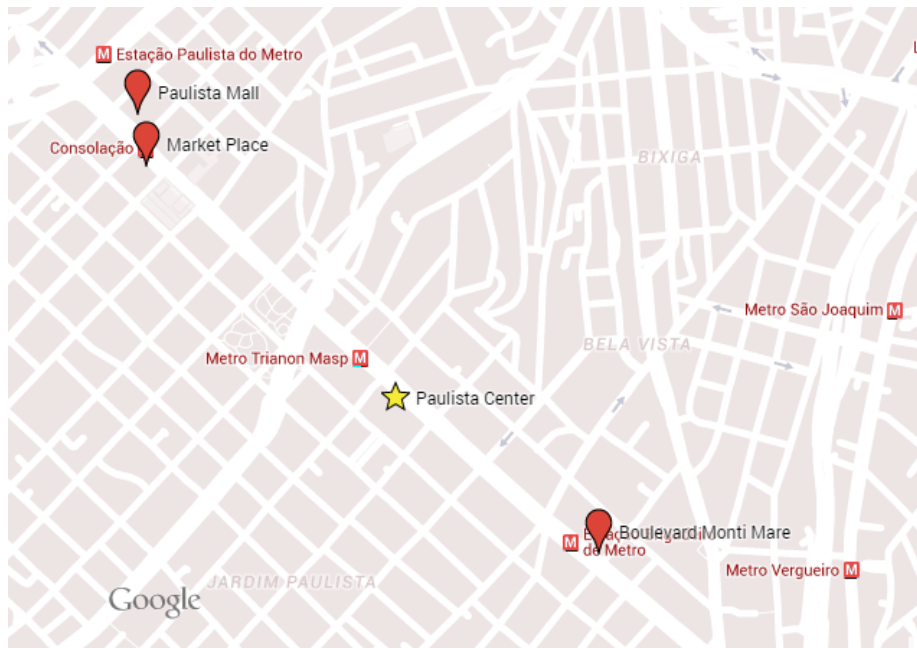 Estação Paulista do Metro
Paulista Mall
Consolação
Market Place
BIXIGA
Metro São Joaquim
BELA VISTA
Metro Trianon Masp
Paulista Center
Boulevard Monti Mare
de Metro
Metro Vergueiro
JARDIM PAULISTA
Google